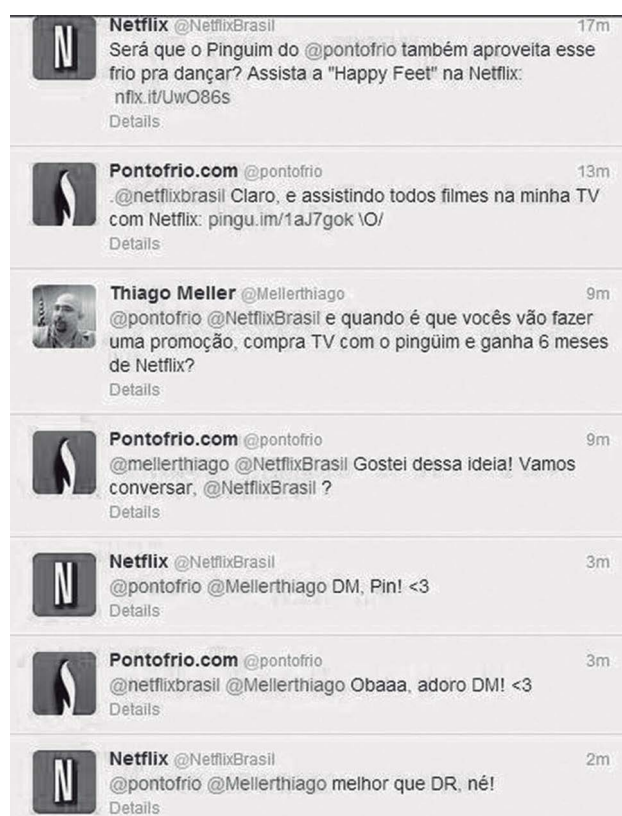 Netflix @NetflixBrasil 17m
Será que o Pinguim do @pontofrio também aproveita esse
frio pra dançar? Assista a "Happy Feet" na Netflix:
nflx.it/UwO86s
Details
Pontofrio.com @pontofrio 13m
.@netflixbrasil Claro, e assistindo todos filmes na minha TV
com Netflix: pingu.im/1aJ7gok \O/
Details
Thiago Meller @Mellerthiago 9m
@pontofrio @NetflixBrasil e quando é que vocês vão fazer
uma promoção, compra TV com o pingüim e ganha 6 meses
de Netflix?
Details
Pontofrio.com @pontofrio 9m
@mellerthiago @NetflixBrasil Gostei dessa ideia! Vamos
conversar, @NetflixBrasil ?
Details
Netflix @NetflixBrasil 3m
@pontofrio @Mellerthiago DM, Pin! <3
Details
Pontofrio.com @pontofrio 3m
@netflixbrasil @Mellerthiago Obaaa, adoro DM! <3
Details
Netflix @NetflixBrasil 2m
@pontofrio @Mellerthiago melhor que DR, né!
Details